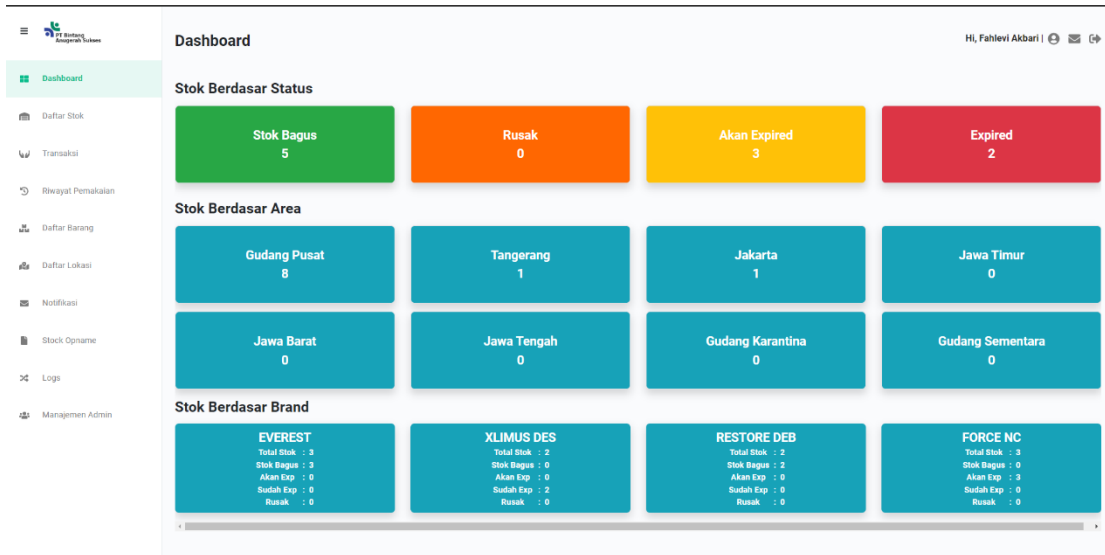 PT Bintang
Anugerah Sukses
Dashboard
Hi, Fahlevi Akbari |
Dashboard
Daftar Stok
Transaksi
Riwayat Pemakaian
Daftar Barang
Daftar Lokasi
Notifikasi
Stock Opname
Logs
Manajemen Admin
Stok Berdasar Status
Stok Bagus
5
Rusak
0
Akan Expired
3
Expired
2
Stok Berdasar Area
Gudang Pusat
8
Tangerang
1
Jakarta
1
Jawa Timur
0
Jawa Barat
0
Jawa Tengah
0
Gudang Karantina
0
Gudang Sementara
0
Stok Berdasar Brand
EVEREST
Total Stok : 3
Stok Bagus : 3
Akan Exp : 0
Sudah Exp : 0
Rusak : 0
XLIMUS DES
Total Stok : 2
Stok Bagus : 0
Akan Exp : 0
Sudah Exp : 2
Rusak : 0
RESTORE DEB
Total Stok : 2
Stok Bagus : 2
Akan Exp : 0
Sudah Exp : 0
Rusak : 0
FORCE NC
Total Stok : 3
Stok Bagus : 0
Akan Exp : 3
Sudah Exp : 0
Rusak : 0